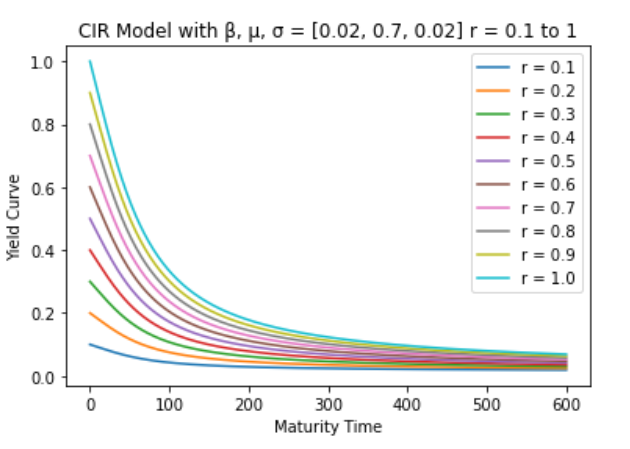 CIR Model with β, μ, σ = [0.02, 0.7, 0.02] r = 0.1 to 1
Yield Curve
1.0
0.8
0.6
0.4
0.2
0.0
r = 0.1
r = 0.2
r = 0.3
r = 0.4
r = 0.5
r = 0.6
r = 0.7
r = 0.8
r = 0.9
r = 1.0
0 100 200 300 400 500 600
Maturity Time